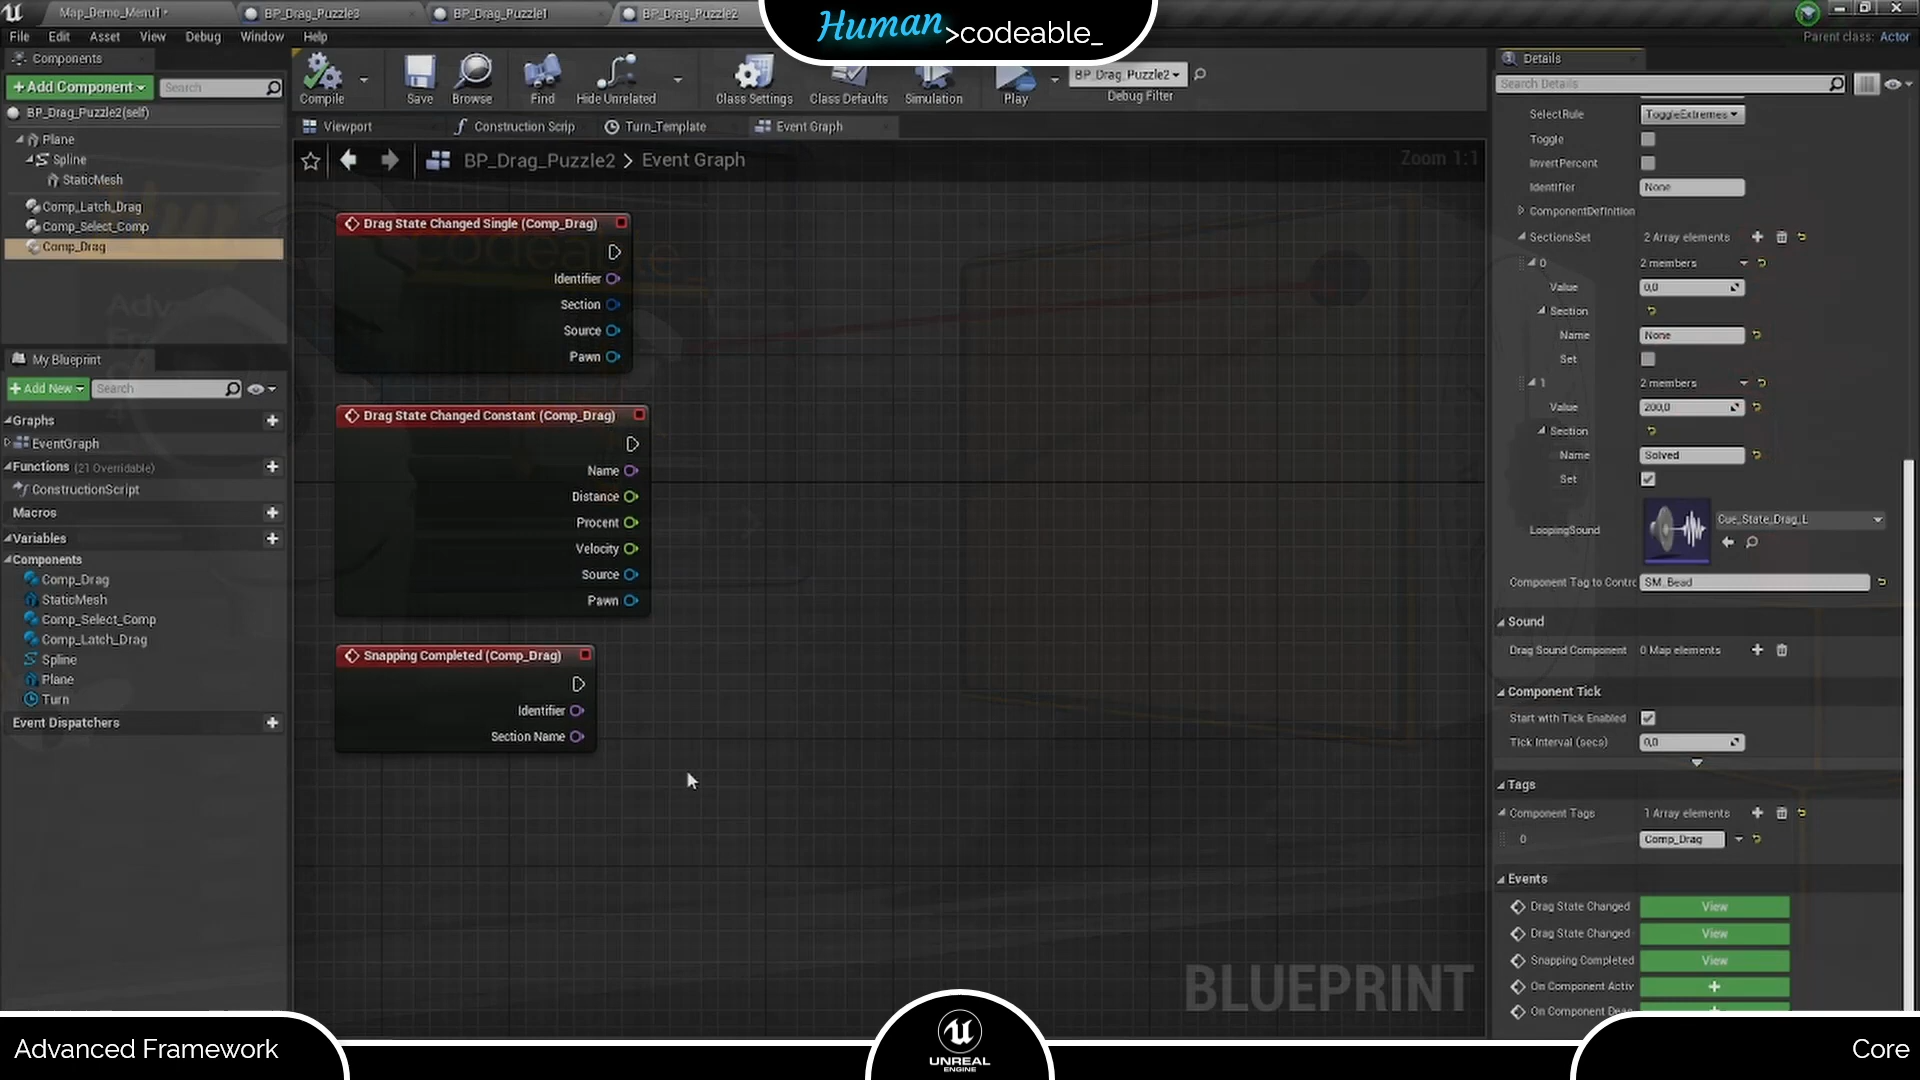 Map_Demo_Menu1*
BP_Drag_Puzzle3
BP_Drag_Puzzle1
BP_Drag_Puzzle2
Human >codeable_
Parent class: Actor
File Edit Asset View Debug Window Help
Components
+Add Component
Search
BP_Drag_Puzzle2(self)
Plane
Spline
StaticMesh
Comp_Latch_Drag
Comp_Select_Comp
Comp_Drag
Compile
Save
Browse
Find
Hide Unrelated
Class Settings
Class Defaults
Simulation
Play
BP_Drag_Puzzle2
Debug Filter
Viewport
Construction Scrip
Turn_Template
Event Graph
BP_Drag_Puzzle2 > Event Graph
Zoom 1:1
Drag State Changed Single (Comp_Drag)
Identifier
Section
Source
Pawn
Drag State Changed Constant (Comp_Drag)
Name
Distance
Procent
Velocity
Source
Pawn
Snapping Completed (Comp_Drag)
Identifier
Section Name
BLUEPRINT
My Blueprint
+Add New
Search
Graphs
EventGraph
Functions (21 Overridable)
ConstructionScript
Macros
Variables
Components
Comp_Drag
StaticMesh
Comp_Select_Comp
Comp_Latch_Drag
Spline
Plane
Turn
Event Dispatchers
Details
Search Details
SelectRule ToggleExtremes
Toggle
InvertPercent
Identifier None
ComponentDefinition
SectionsSet 2 Array elements
0 2 members
Value 0,0
Section
Name None
Set
1 2 members
Value 200,0
Section
Name Solved
Set
LoopingSound Cue_State_Drag_L
Component Tag to Contrc SM_Bead
Sound
Drag Sound Component 0 Map elements
Component Tick
Start with Tick Enabled
Tick Interval (secs) 0,0
Tags
Component Tags 1 Array elements
0 Comp_Drag
Events
Drag State Changed View
Drag State Changed View
Snapping Completed View
On Component Activ
On Component Deac
Advanced Framework
UNREAL
ENGINE
Core